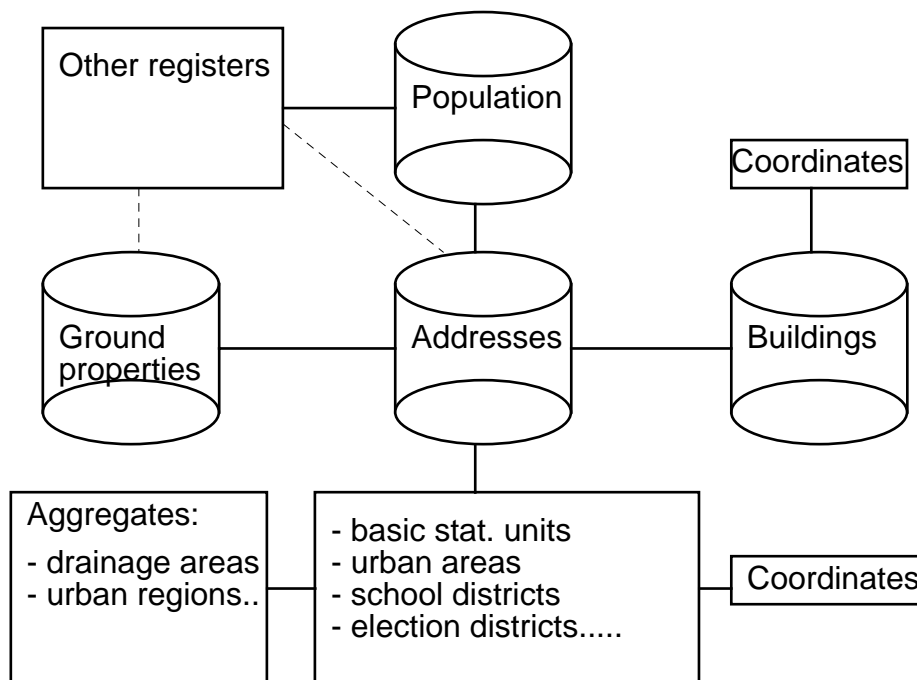 Other registers
Population
Coordinates
Ground
properties
Addresses
Buildings
Aggregates:
- drainage areas
- urban regions..
- basic stat. units
- urban areas
- school districts
- election districts.....
Coordinates